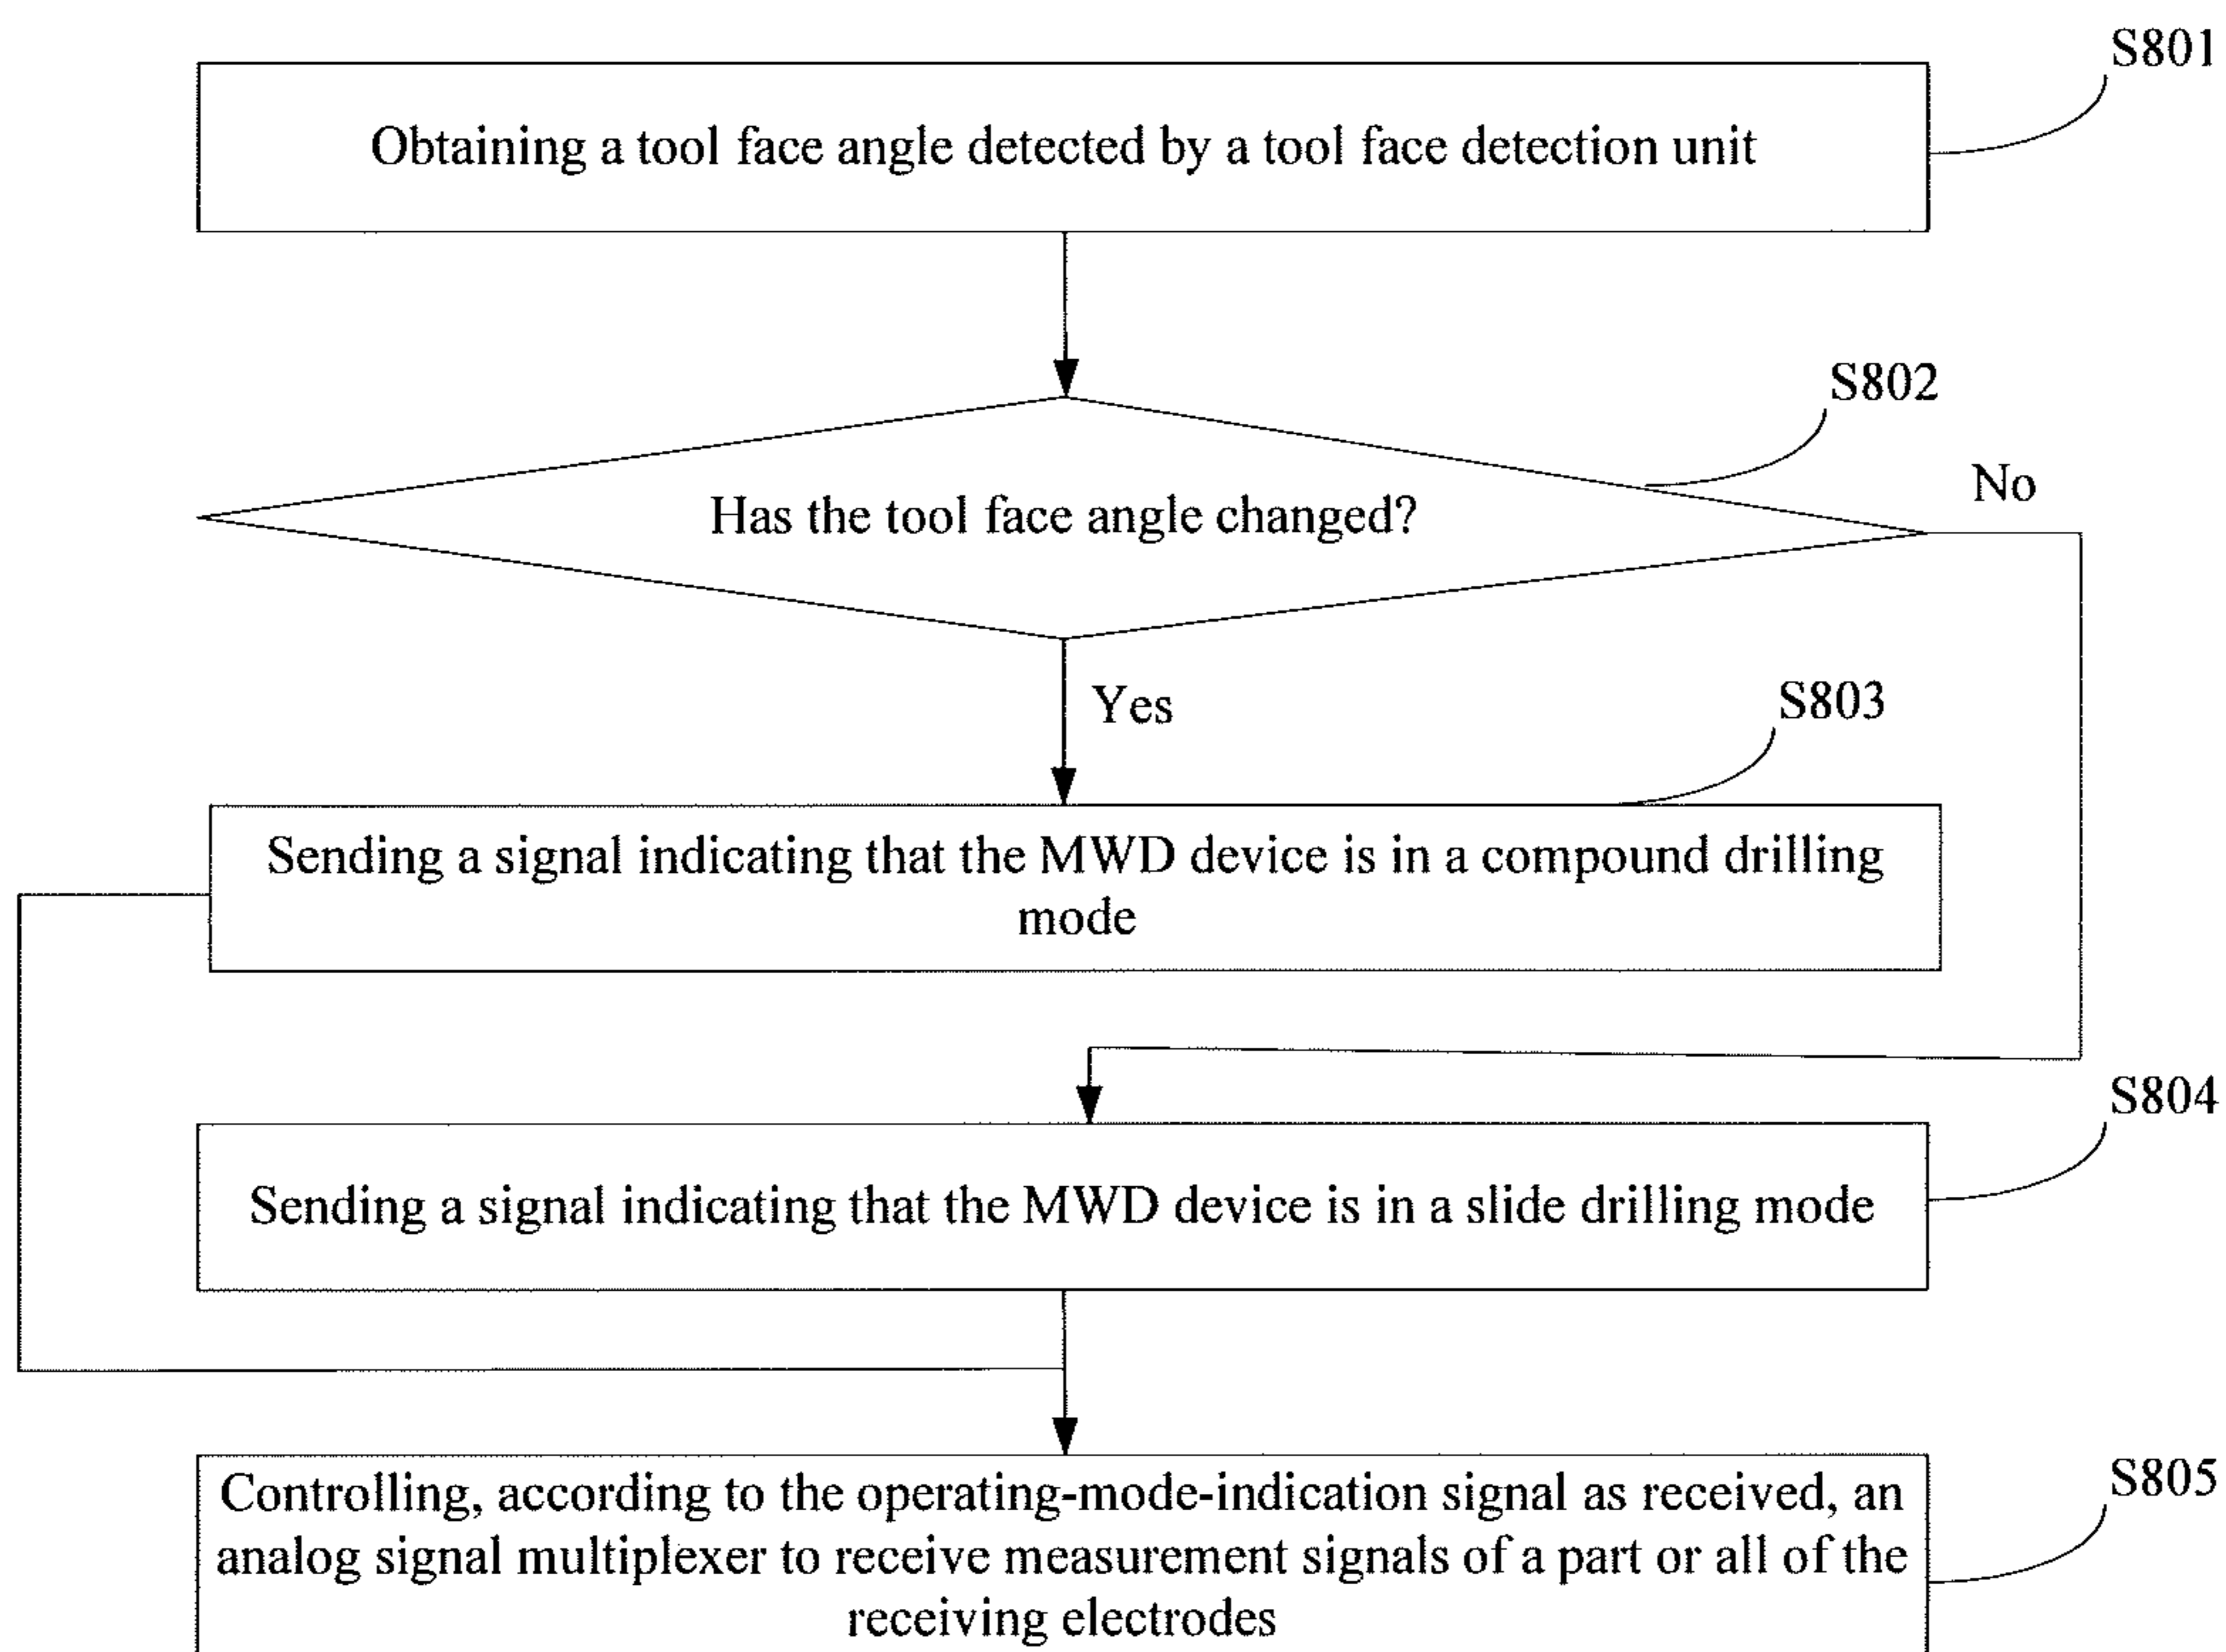 S801
Obtaining a tool face angle detected by a tool face detection unit
S802
No
Has the tool face angle changed?
Yes
S803
Sending a signal indicating that the MWD device is in a compound drilling
mode
S804
Sending a signal indicating that the MWD device is in a slide drilling mode
S805
Controlling, according to the operating-mode-indication signal as received, an
analog signal multiplexer to receive measurement signals of a part or all of the
receiving electrodes